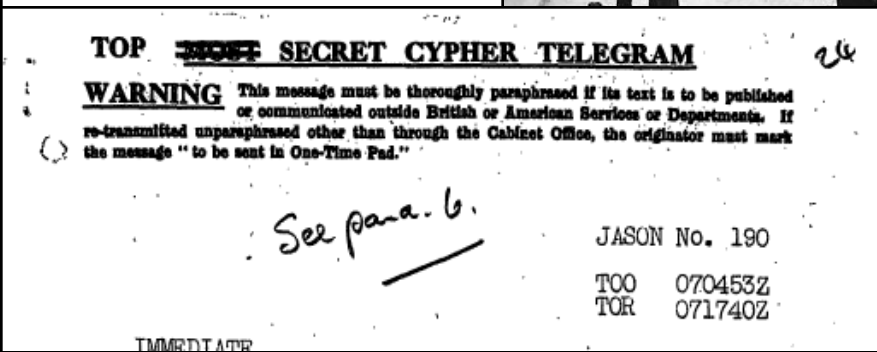 TOP MOST SECRET CYPHER TELEGRAM
24
WARNING This message must be thoroughly paraphrased if its text is to be published
or communicated outside British or American Services or Departments. If
re-transmitted unparaphrased other than through the Cabinet Office, the originator must mark
the message " to be sent in One-Time Pad."
See para. 6.
JASON No. 190
TOO 070453Z
TOR 071740Z
IMMEDIATE